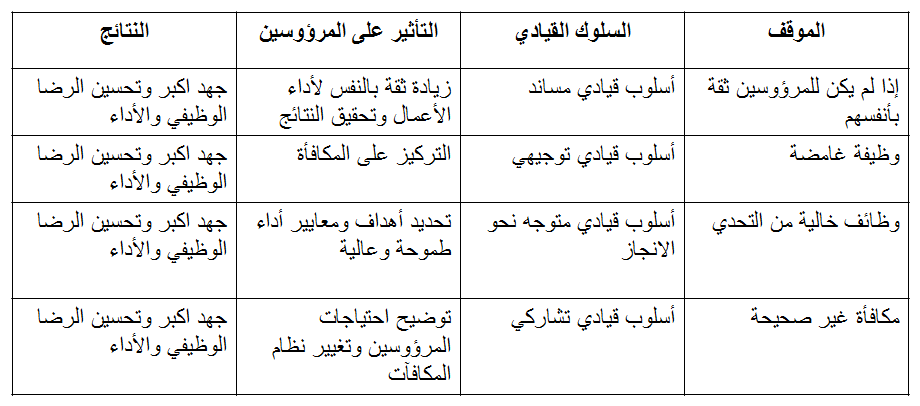 الموقف
السلوك القيادي
التأثير على المرؤوسين
النتائج
إذا لم يكن للمرؤوسين ثقة
بأنفسهم
أسلوب قيادي مساند
زيادة ثقة بالنفس لأداء
الأعمال وتحقيق النتائج
جهد اكبر وتحسين الرضا
الوظيفي والأداء
وظيفة غامضة
أسلوب قيادي توجيهي
التركيز على المكافأة
جهد اكبر وتحسين الرضا
الوظيفي والأداء
وظائف خالية من التحدي
أسلوب قيادي متوجه نحو
الانجاز
تحديد أهداف ومعايير أداء
طموحة وعالية
جهد اكبر وتحسين الرضا
الوظيفي والأداء
مكافأة غير صحيحة
أسلوب قيادي تشاركي
توضيح احتياجات
المرؤوسين وتغيير نظام
المكافآت
جهد اكبر وتحسين الرضا
الوظيفي والأداء